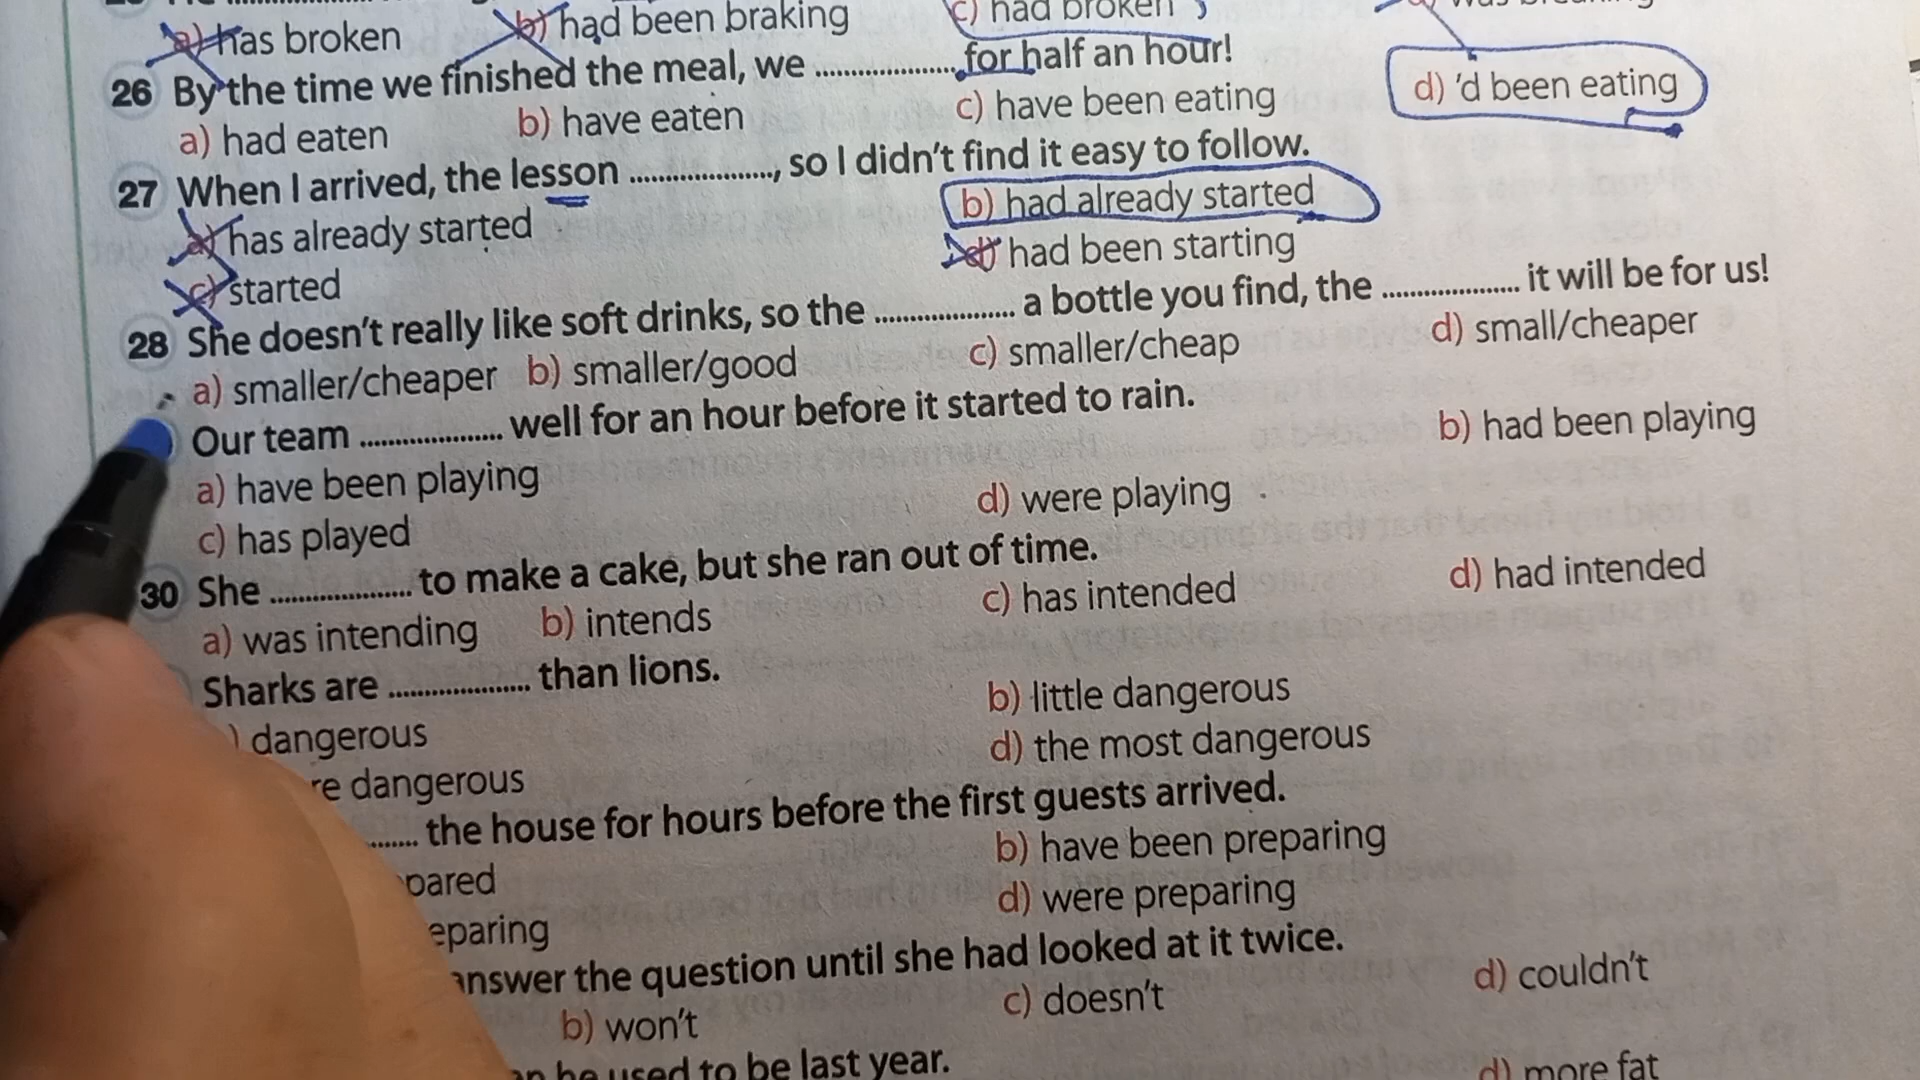 a) has broken b) had been braking c) had broken
26 By the time we finished the meal, we .................... for half an hour!
a) had eaten b) have eaten c) have been eating d) 'd been eating
27 When I arrived, the lesson ...................., so I didn't find it easy to follow.
a) has already started b) had already started
c) started d) had been starting
28 She doesn't really like soft drinks, so the .................... a bottle you find, the .................... it will be for us!
a) smaller/cheaper b) smaller/good c) smaller/cheap d) small/cheaper
Our team .................... well for an hour before it started to rain.
a) have been playing b) had been playing
c) has played d) were playing
30 She .................... to make a cake, but she ran out of time.
a) was intending b) intends c) has intended d) had intended
Sharks are .................... than lions.
) dangerous b) little dangerous
re dangerous d) the most dangerous
....... the house for hours before the first guests arrived.
pared b) have been preparing
eparing d) were preparing
answer the question until she had looked at it twice.
b) won't c) doesn't d) couldn't
an he used to be last year.
d) more fat